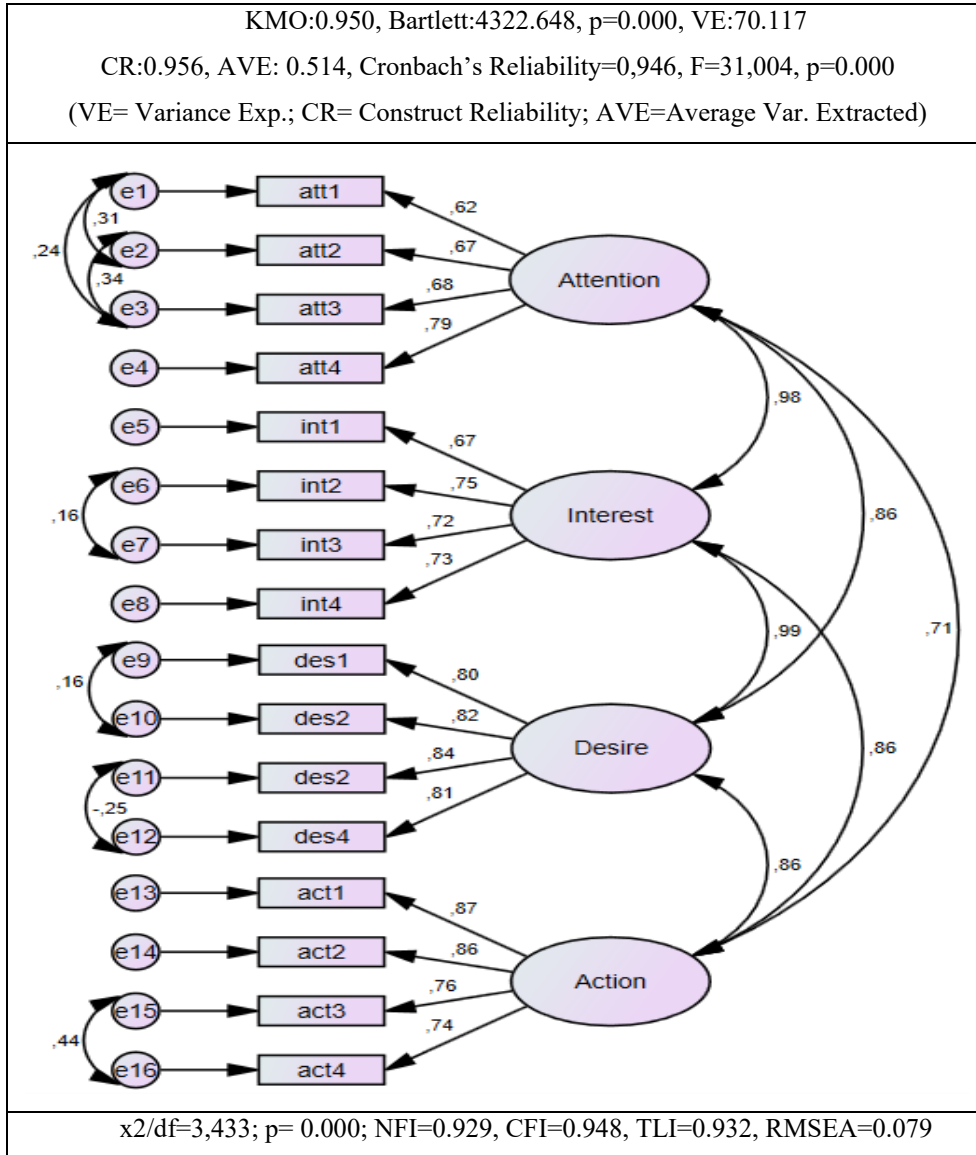 KMO:0.950, Bartlett:4322.648, p=0.000, VE:70.117
CR:0.956, AVE: 0.514, Cronbach's Reliability=0,946, F=31,004, p=0.000
(VE= Variance Exp.; CR= Construct Reliability; AVE=Average Var. Extracted)
e1 att1 ,62
,31
e2 att2 ,67
,24
,34
e3 att3 ,68
Attention
e4 att4 ,79
,98
e5 int1 ,67
e6 int2 ,75
,16
Interest
,86
e7 int3 ,72
e8 int4 ,73
,99
,71
e9 des1 ,80
,16
e10 des2 ,82
Desire
,86
e11 des2 ,84
-,25
e12 des4 ,81
,86
e13 act1 ,87
e14 act2 ,86
Action
e15 act3 ,76
,44
e16 act4 ,74
x2/df=3,433; p= 0.000; NFI=0.929, CFI=0.948, TLI=0.932, RMSEA=0.079